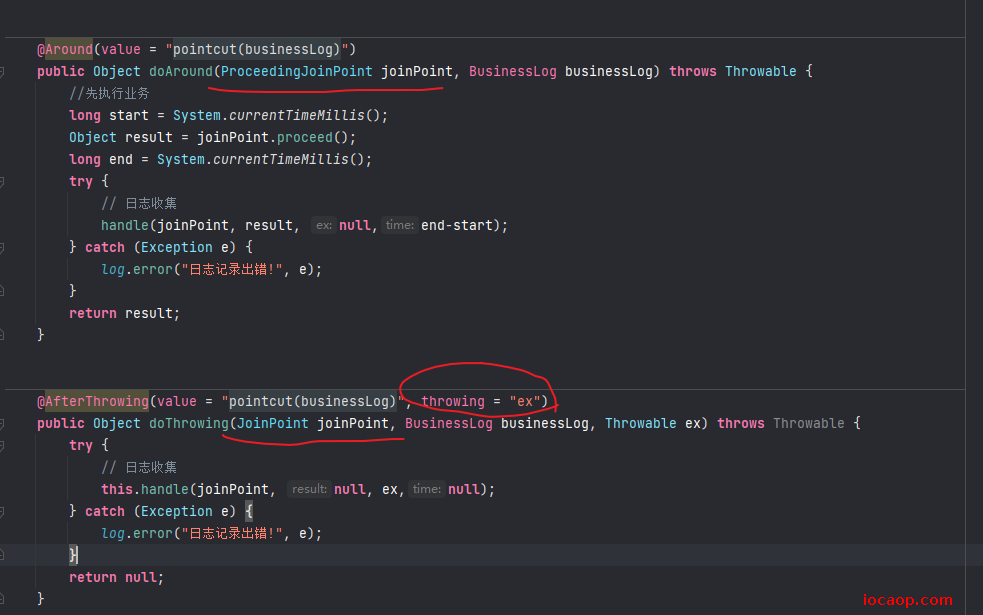 @Around(value = "pointcut(businessLog)")
public Object doAround(ProceedingJoinPoint joinPoint, BusinessLog businessLog) throws Throwable {
//先执行业务
long start = System.currentTimeMillis();
Object result = joinPoint.proceed();
long end = System.currentTimeMillis();
try {
// 日志收集
handle(joinPoint, result, ex: null, time: end-start);
} catch (Exception e) {
log.error("日志记录出错!", e);
}
return result;
}
@AfterThrowing(value = "pointcut(businessLog)", throwing = "ex")
public Object doThrowing(JoinPoint joinPoint, BusinessLog businessLog, Throwable ex) throws Throwable {
try {
// 日志收集
this.handle(joinPoint, result: null, ex, time: null);
} catch (Exception e) {
log.error("日志记录出错!", e);
}
return null;
}
iocaop.com